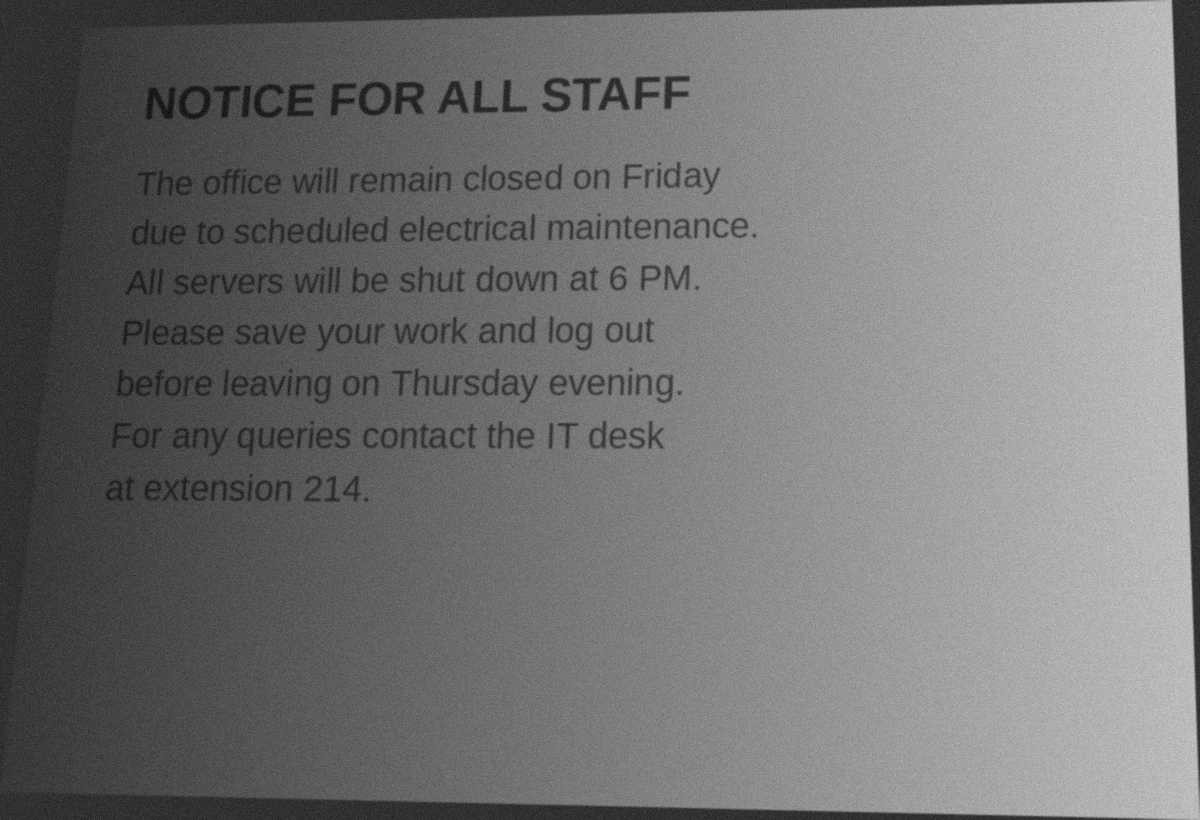 NOTICE FOR ALL STAFF
The office will remain closed on Friday
due to scheduled electrical maintenance.
All servers will be shut down at 6 PM.
Please save your work and log out
before leaving on Thursday evening.
For any queries contact the IT desk
at extension 214.